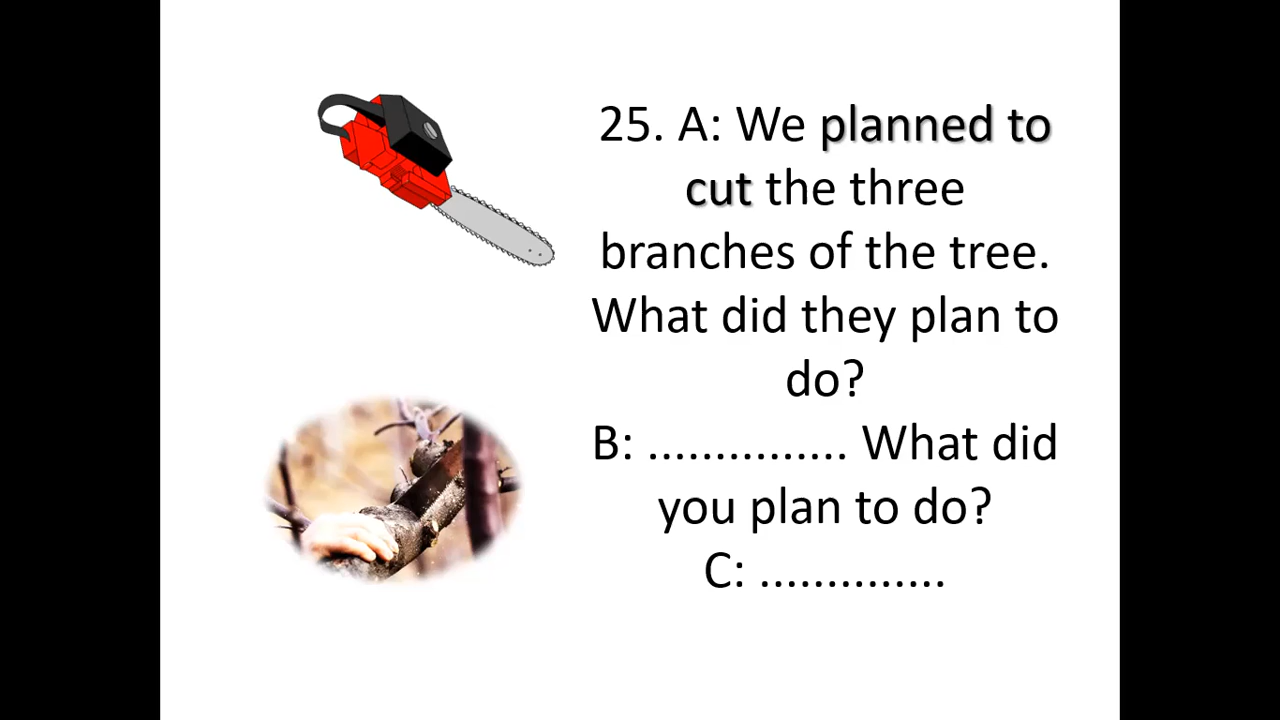 25. A: We planned to
cut the three
branches of the tree.
What did they plan to
do?
B: ............... What did
you plan to do?
C: ..............